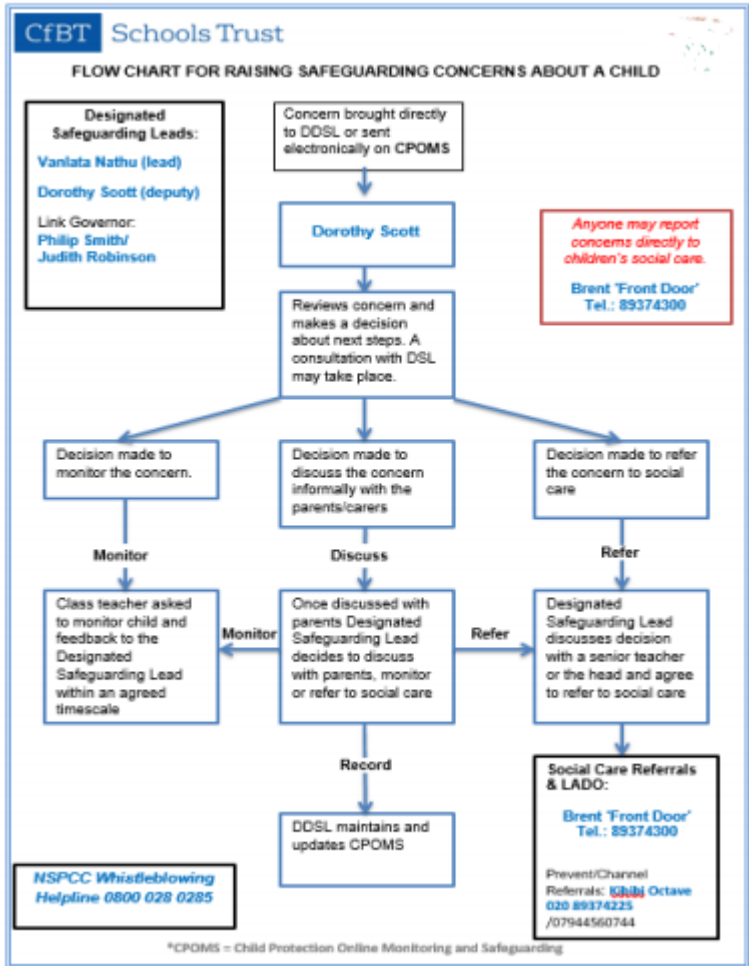 CfBT Schools Trust
FLOW CHART FOR RAISING SAFEGUARDING CONCERNS ABOUT A CHILD
Designated
Safeguarding Leads:
Vanlata Nathu (lead)
Dorothy Scott (deputy)
Link Governor:
Philip Smith/
Judith Robinson
Concern brought directly
to DDSL or sent
electronically on CPOMS
Dorothy Scott
Anyone may report
concerns directly to
children's social care.
Brent 'Front Door'
Tel.: 89374300
Reviews concern and
makes a decision
about next steps. A
consultation with DSL
may take place.
Decision made to
monitor the concern.
Decision made to
discuss the concern
informally with the
parents/carers
Decision made to refer
the concern to social
care
Monitor
Discuss
Refer
Class teacher asked
to monitor child and
feedback to the
Designated
Safeguarding Lead
within an agreed
timescale
Monitor
Once discussed with
parents Designated
Safeguarding Lead
decides to discuss
with parents, monitor
or refer to social care
Refer
Designated
Safeguarding Lead
discusses decision
with a senior teacher
or the head and agree
to refer to social care
Record
DDSL maintains and
updates CPOMS
Social Care Referrals
& LADO:
Brent 'Front Door'
Tel.: 89374300
Prevent/Channel
Referrals: Kibibi Octave
020 89374225
/07944560744
NSPCC Whistleblowing
Helpline 0800 028 0285
*CPOMS = Child Protection Online Monitoring and Safeguarding